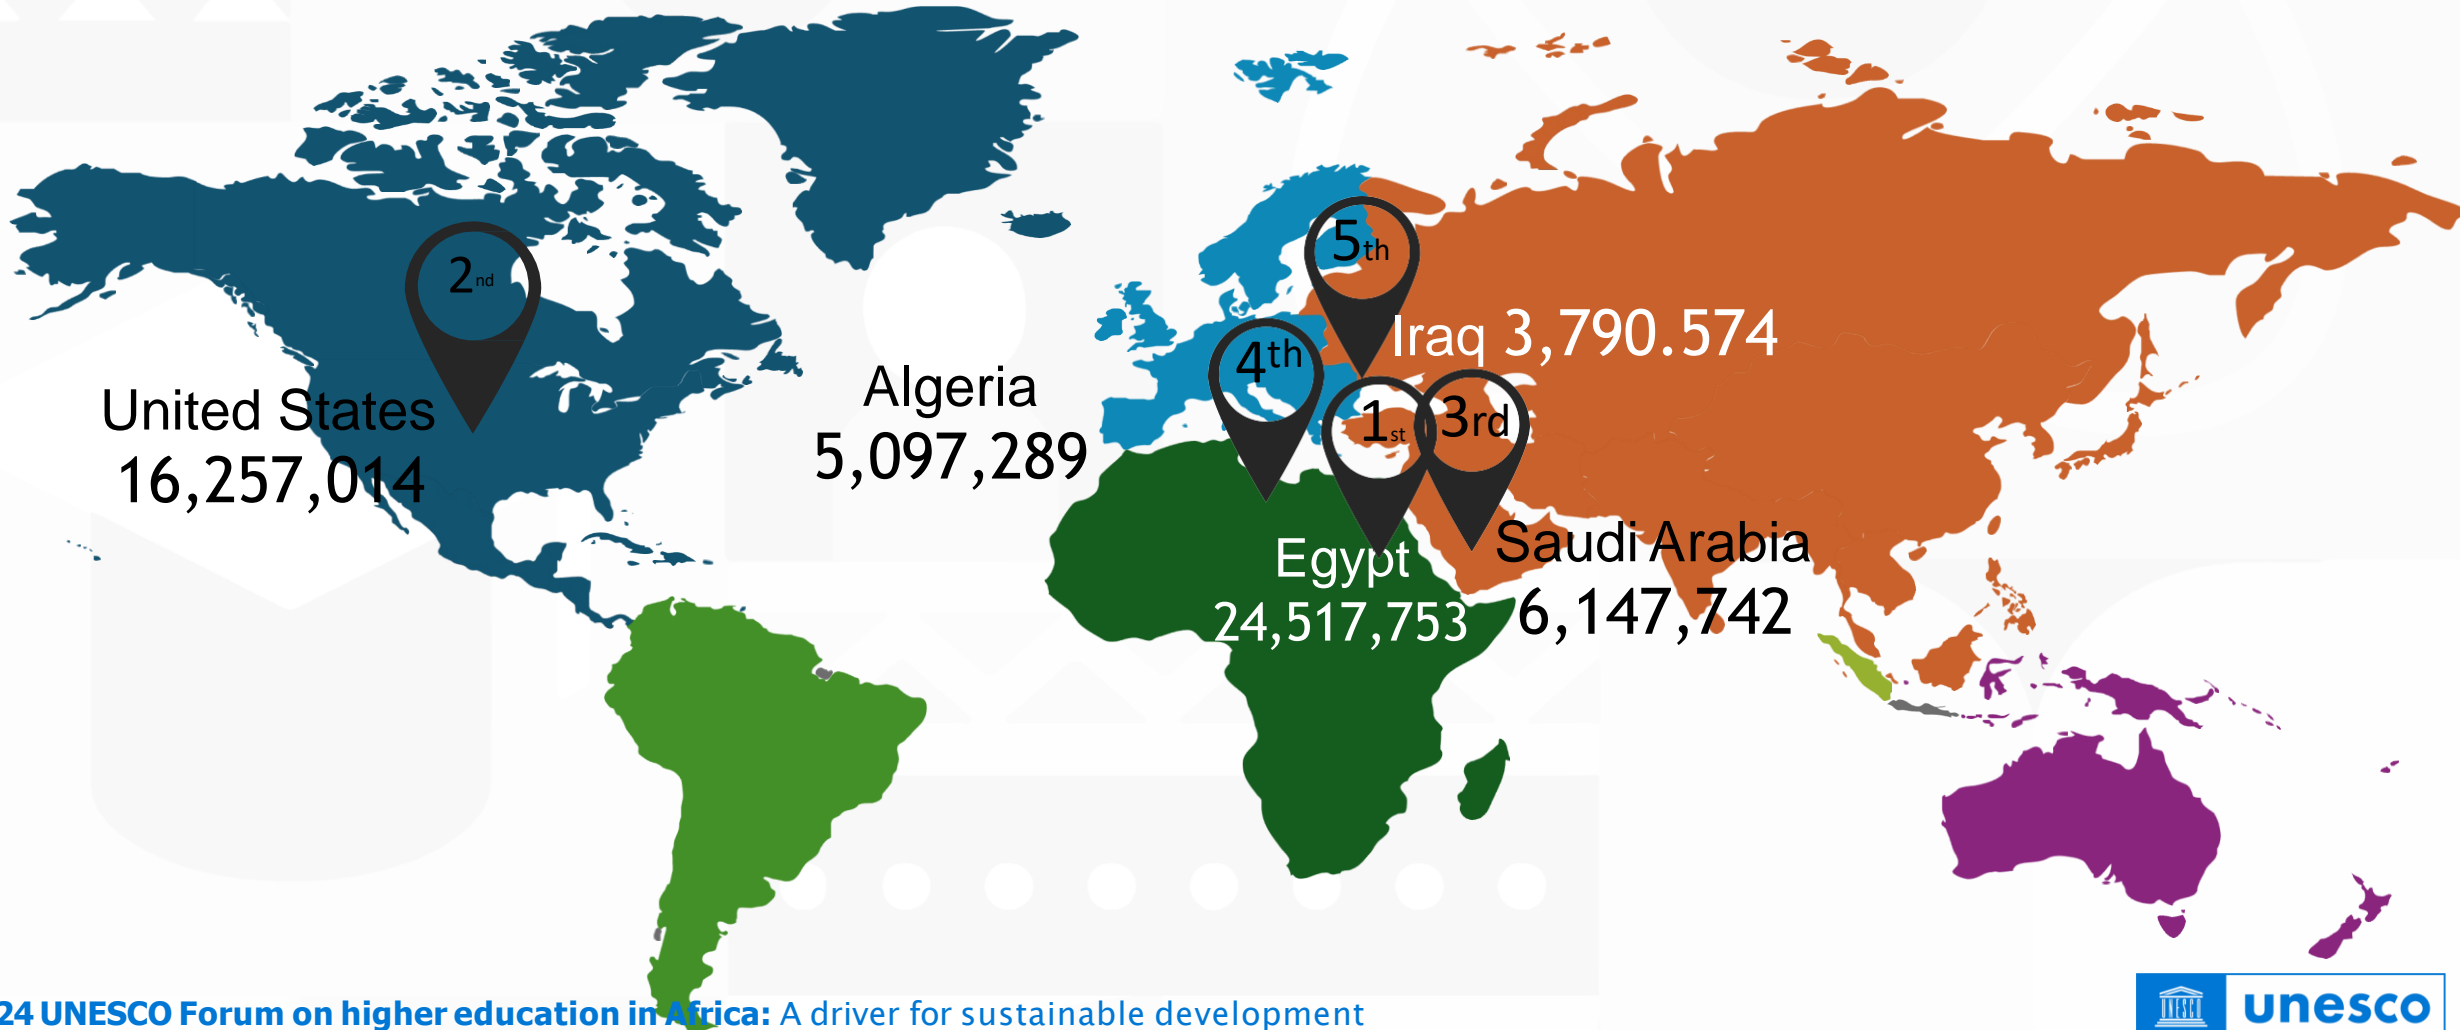 5th
2nd
Iraq 3,790.574
4th
Algeria
5,097,289
United States
16,257,014
1st
3rd
Saudi Arabia
6,147,742
Egypt
24,517,753
24 UNESCO Forum on higher education in Africa: A driver for sustainable development
UNESCO
unesco